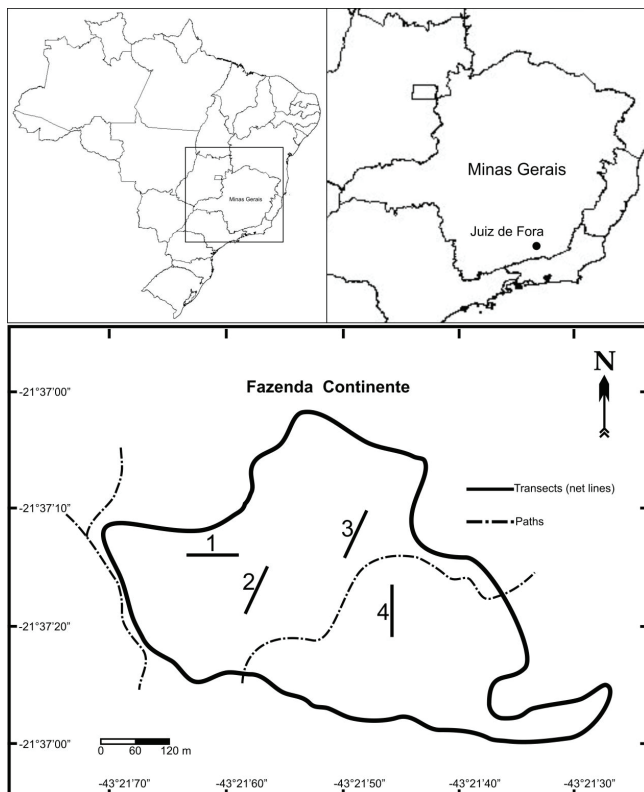 Minas Gerais
Minas Gerais
Juiz de Fora
Fazenda Continente
N
-21°37'00"
-21°37'10"
-21°37'20"
-21°37'00"
Transects (net lines)
Paths
1
2
3
4
0 60 120 m
-43°21'70" -43°21'60" -43°21'50" -43°21'40" -43°21'30"